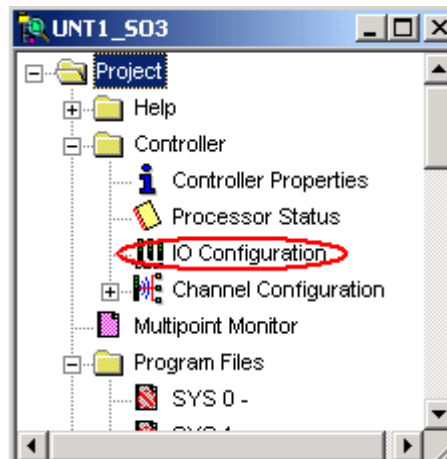 UNT1_SO3
Project
Help
Controller
Controller Properties
Processor Status
IO Configuration
Channel Configuration
Multipoint Monitor
Program Files
SYS 0 -